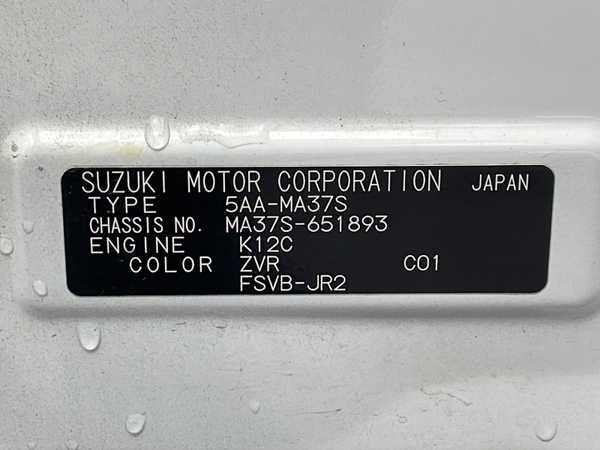 SUZUKI MOTOR CORPORATION JAPAN
TYPE 5AA-MA37S
CHASSIS NO. MA37S-651893
ENGINE K12C
COLOR ZVR C01
FSVB-JR2